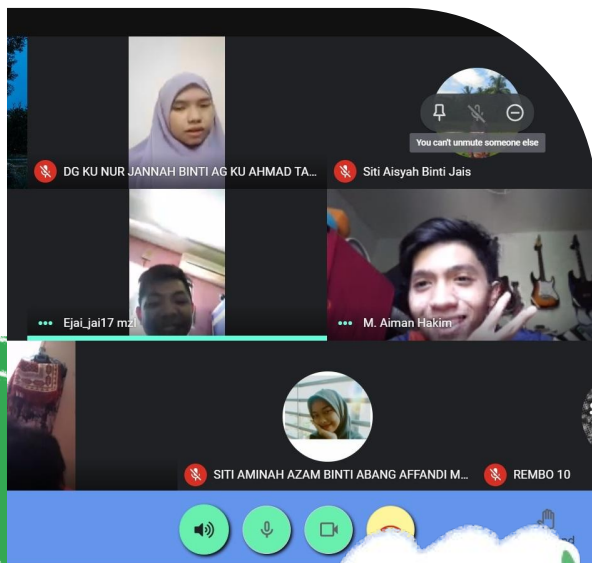 You can't unmute someone else
DG KU NUR JANNAH BINTI AG KU AHMAD TA...
Siti Aisyah Binti Jais
Ejai_jai17 mzl
M. Aiman Hakim
SITI AMINAH AZAM BINTI ABANG AFFANDI M...
REMBO 10